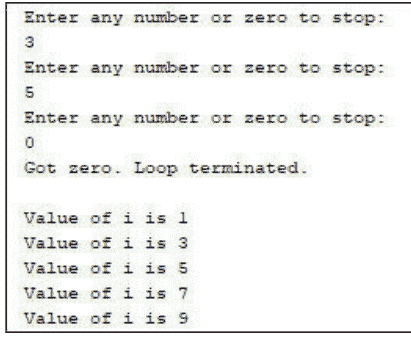 Enter any number or zero to stop:
3
Enter any number or zero to stop:
5
Enter any number or zero to stop:
0
Got zero. Loop terminated.
Value of i is 1
Value of i is 3
Value of i is 5
Value of i is 7
Value of i is 9